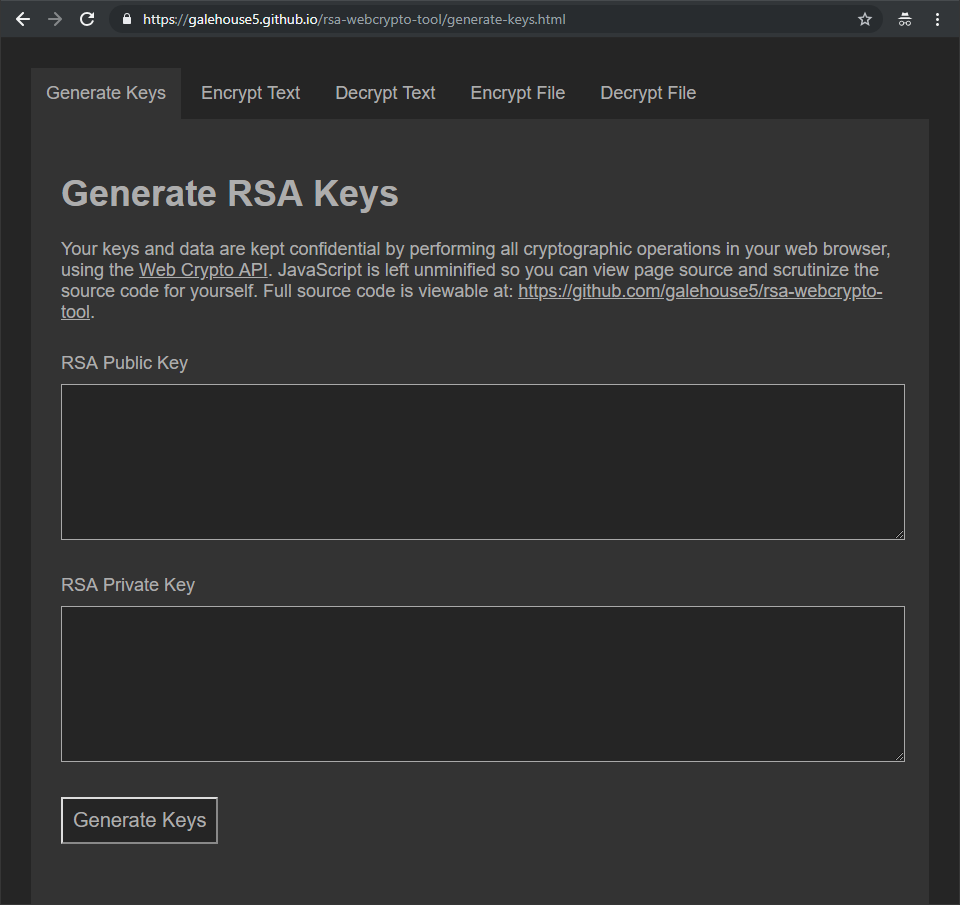 https://galehouse5.github.io/rsa-webcrypto-tool/generate-keys.html
Generate Keys Encrypt Text Decrypt Text Encrypt File Decrypt File
Generate RSA Keys
Your keys and data are kept confidential by performing all cryptographic operations in your web browser,
using the Web Crypto API. JavaScript is left unminified so you can view page source and scrutinize the
source code for yourself. Full source code is viewable at: https://github.com/galehouse5/rsa-webcrypto-
tool.
RSA Public Key
RSA Private Key
Generate Keys